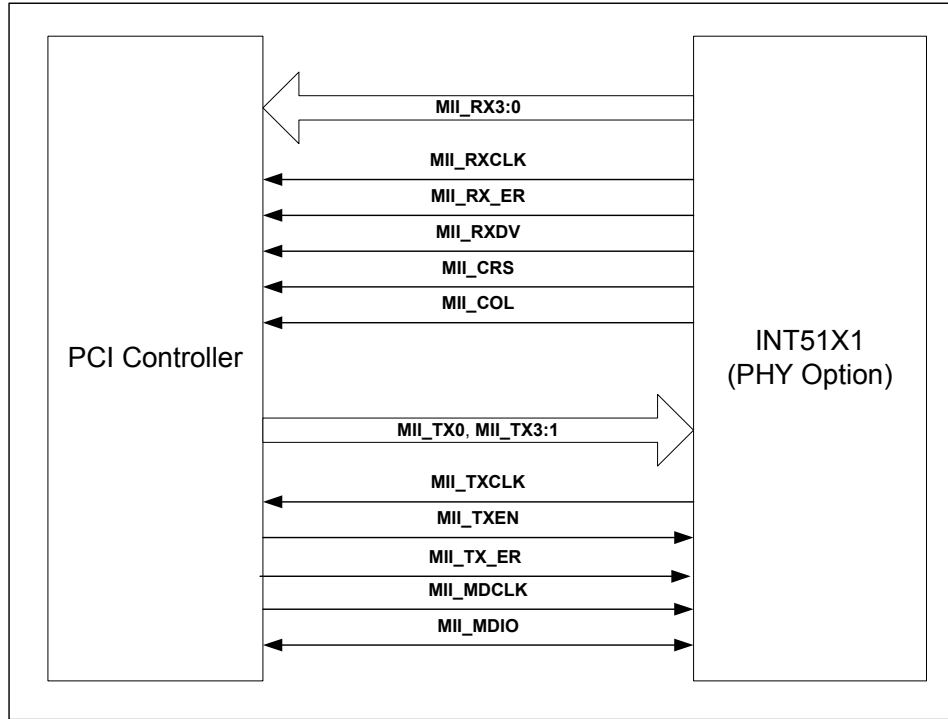 MII_RX3:0
MII_RXCLK
MII_RX_ER
MII_RXDV
MII_CRS
MII_COL
PCI Controller
INT51X1
(PHY Option)
MII_TX0, MII_TX3:1
MII_TXCLK
MII_TXEN
MII_TX_ER
MII_MDCLK
MII_MDIO